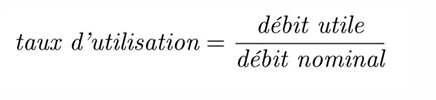 taux d'utilisation = débit utile / débit nominal